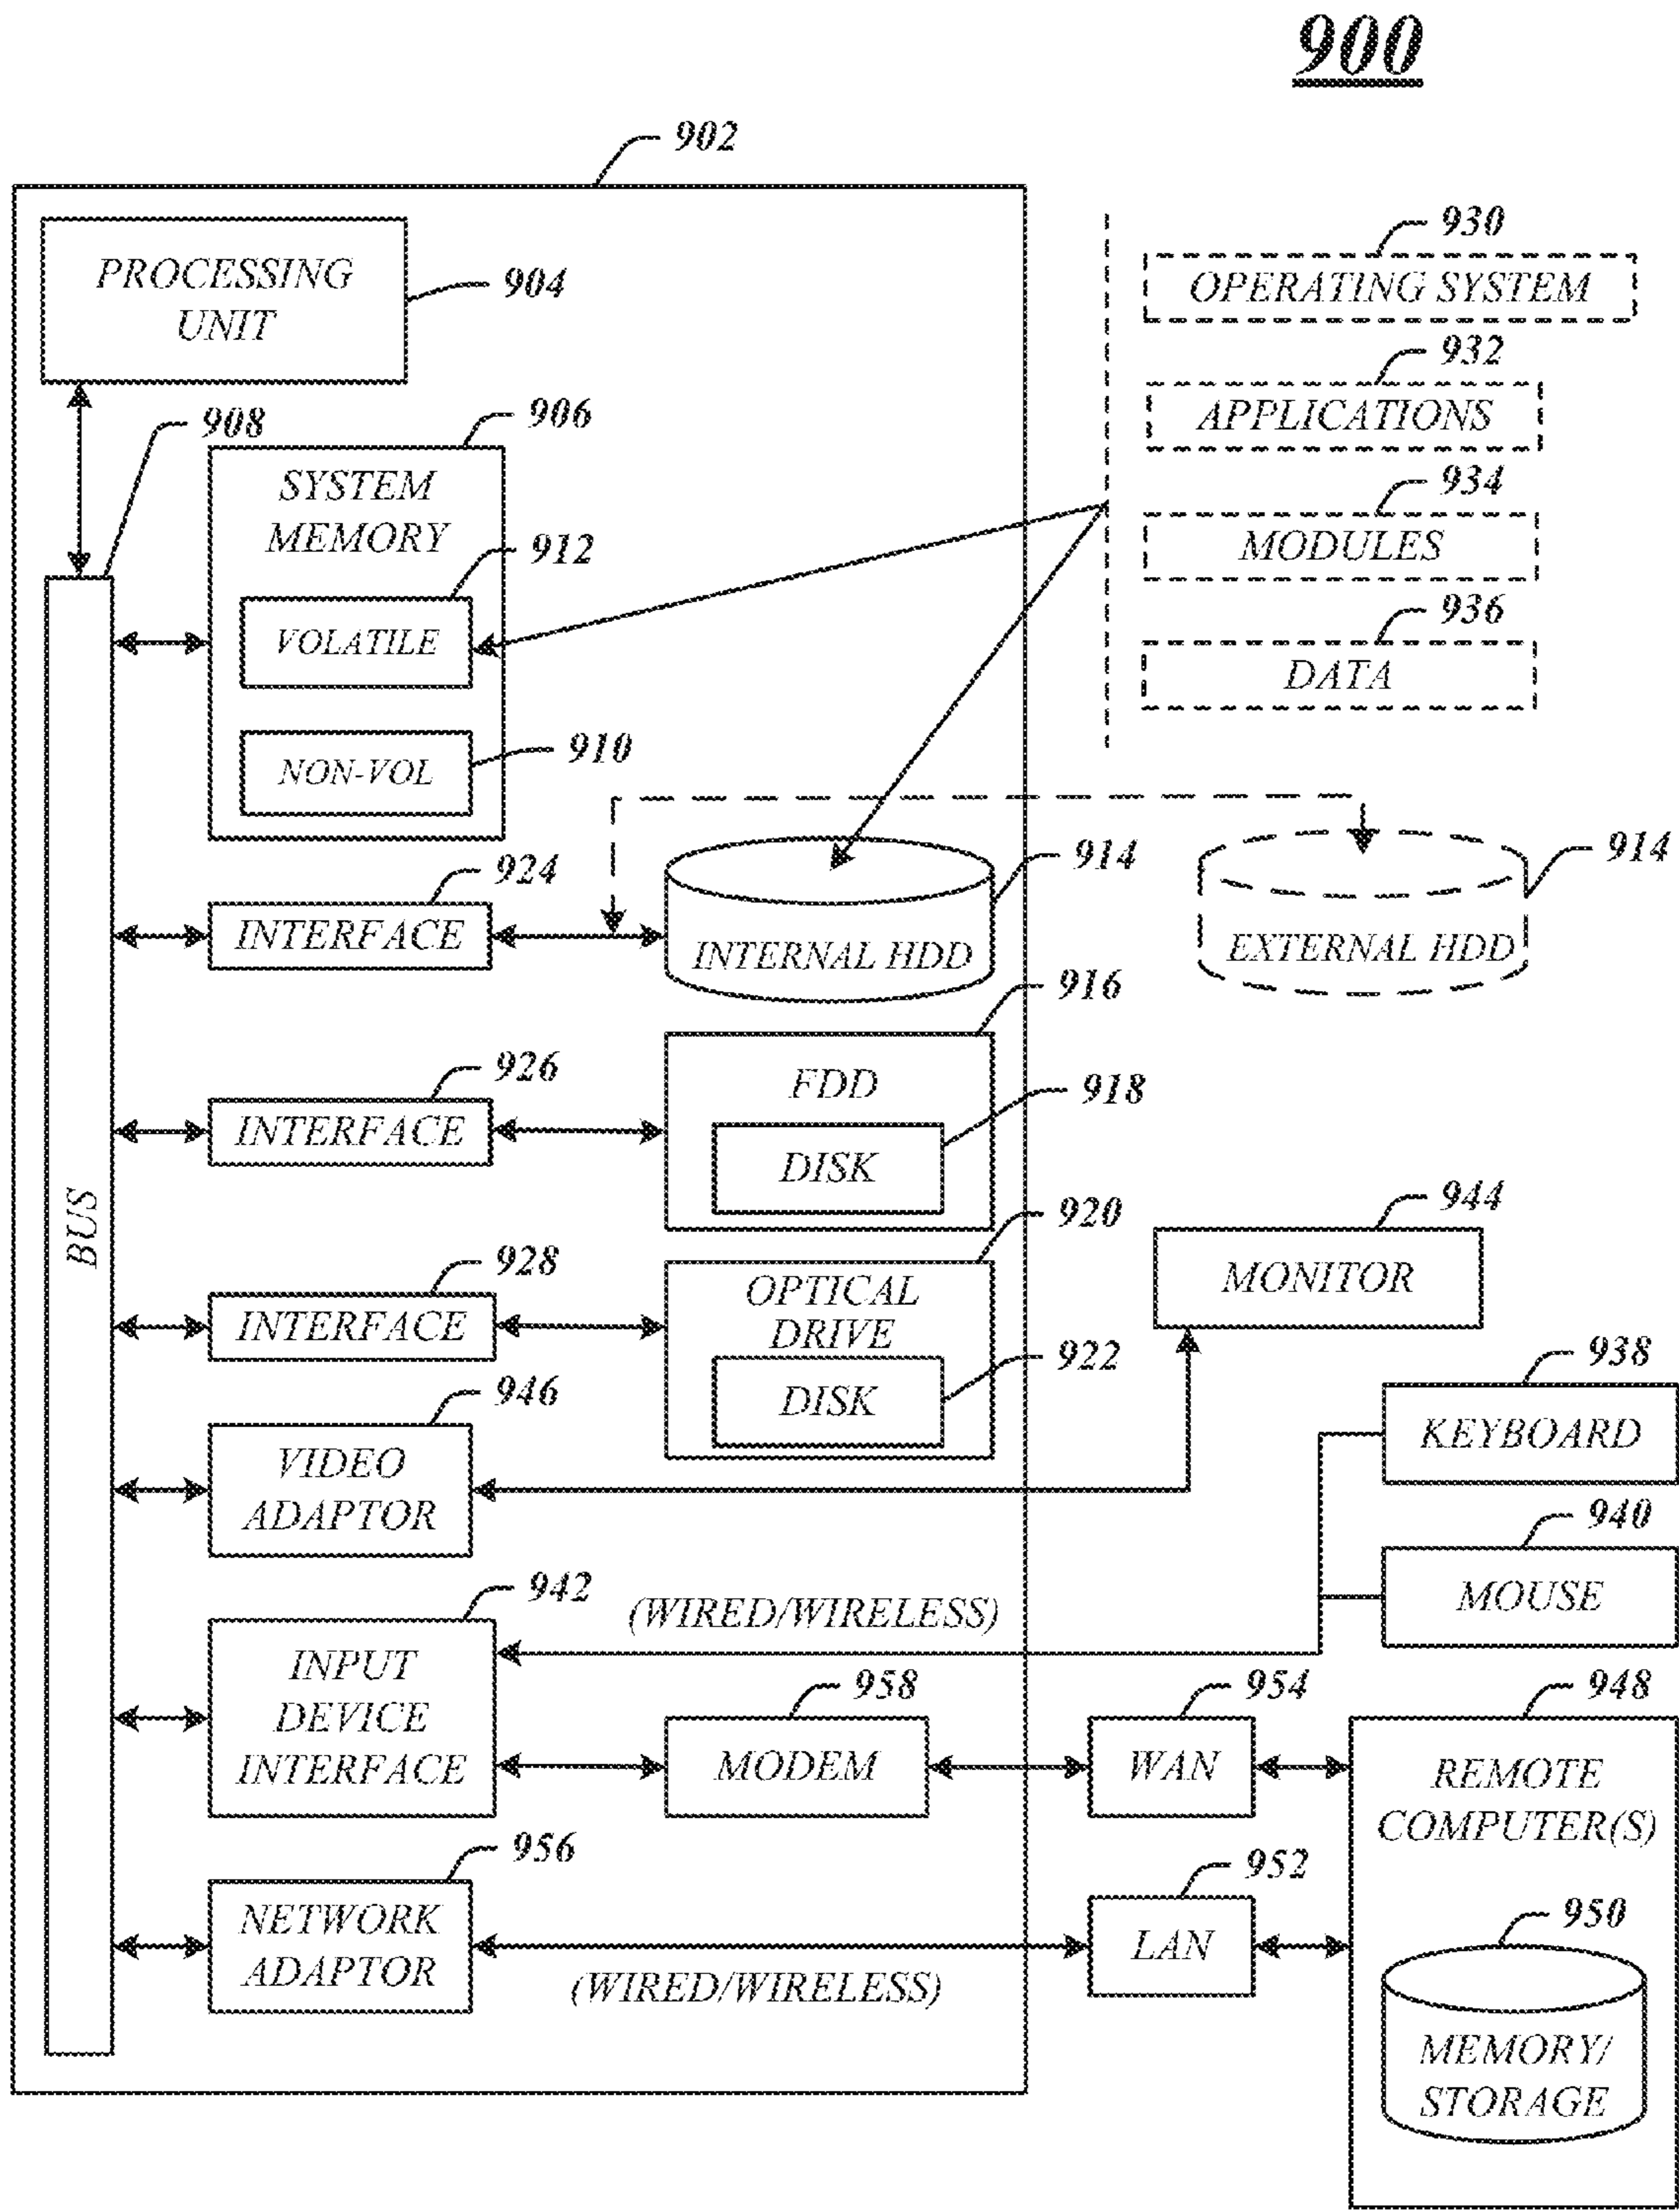 900
902
PROCESSING
UNIT
904
930
OPERATING SYSTEM
932
APPLICATIONS
934
MODULES
936
DATA
908
906
SYSTEM
MEMORY
912
VOLATILE
910
NON-VOL
BUS
924
INTERFACE
914
INTERNAL HDD
914
EXTERNAL HDD
926
INTERFACE
916
FDD
918
DISK
928
INTERFACE
920
OPTICAL
DRIVE
922
DISK
944
MONITOR
946
VIDEO
ADAPTOR
938
KEYBOARD
940
MOUSE
942
INPUT
DEVICE
INTERFACE
(WIRED/WIRELESS)
958
MODEM
954
WAN
948
REMOTE
COMPUTER(S)
956
NETWORK
ADAPTOR
(WIRED/WIRELESS)
952
LAN
950
MEMORY/
STORAGE